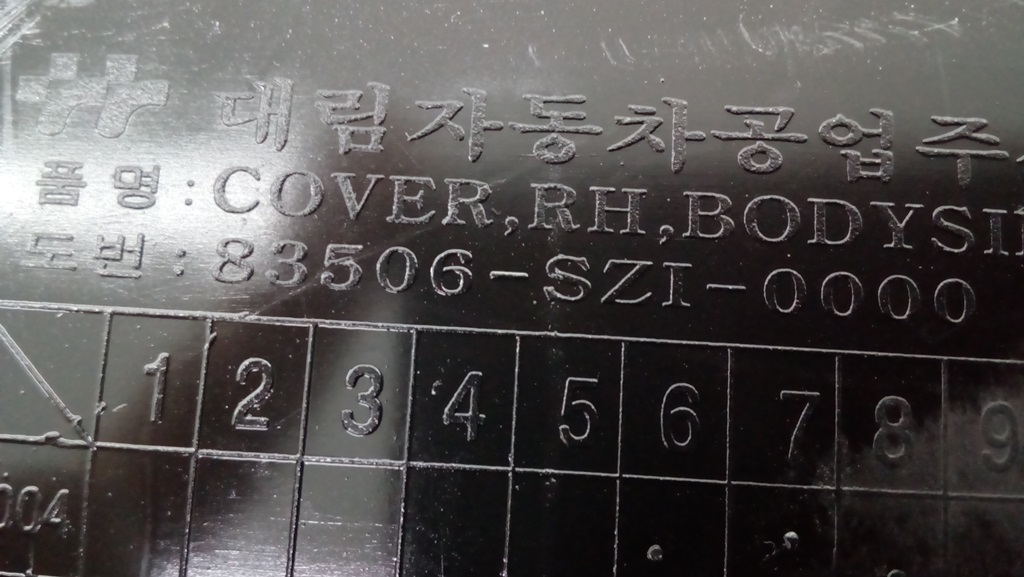 대림자동차공업주
품명:COVER,RH,BODYSI
도번:83506-SZI-0000
1 2 3 4 5 6 7 8 9
004